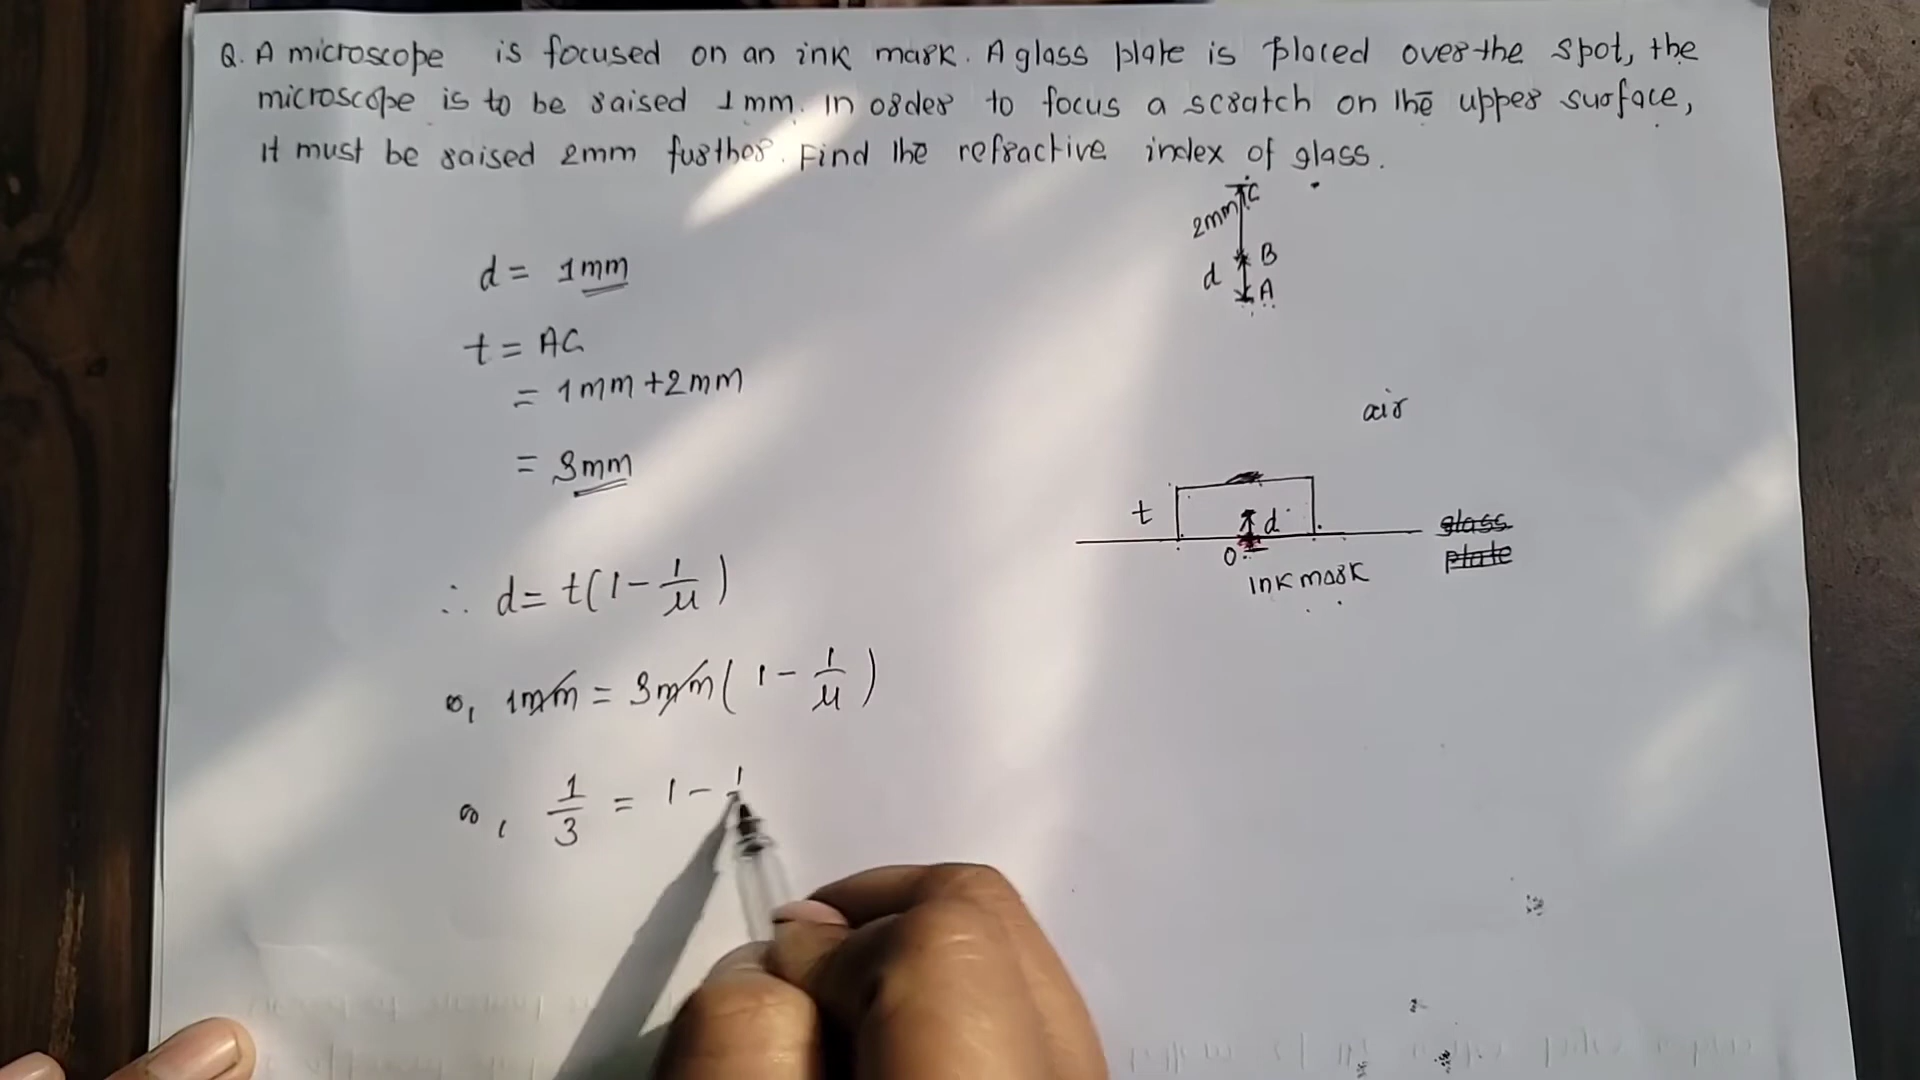 Q. A microscope is focused on an ink mark. A glass plate is placed over the spot, the
microscope is to be raised 1 mm. In order to focus a scratch on the upper surface,
it must be raised 2mm further. Find the refractive index of glass.
2mm C
d B
A
d = 1mm
t = AC
= 1mm + 2mm
= 3mm
air
t d
glass
plate
O
ink mark
∴ d = t(1 - 1/μ)
or, 1mm = 3mm(1 - 1/μ)
or, 1/3 = 1 - 1